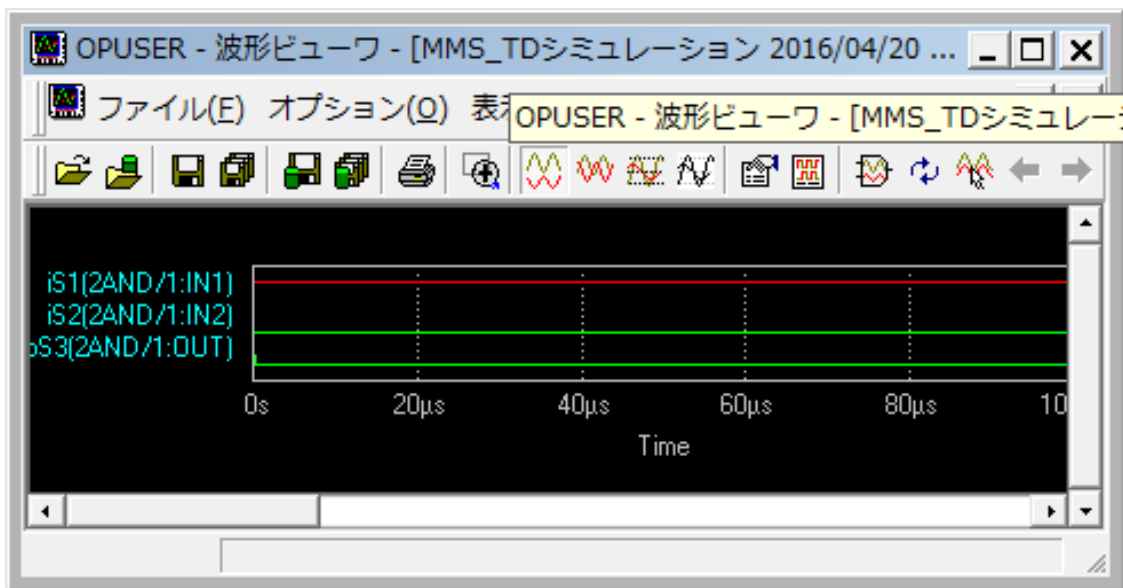 OPUSER - 波形ビューワ - [MMS_TDシミュレーション 2016/04/20 ...
ファイル(F) オプション(O) 表
OPUSER - 波形ビューワ - [MMS_TDシミュレー
iS1(2AND/1:IN1)
iS2(2AND/1:IN2)
oS3(2AND/1:OUT)
0s 20µs 40µs 60µs 80µs 10
Time